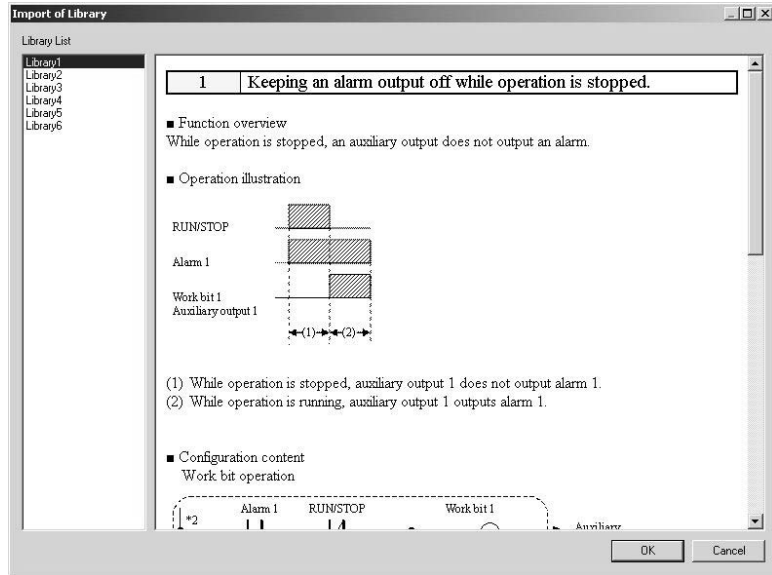 Import of Library
Library List
Library1
Library2
Library3
Library4
Library5
Library6
1 Keeping an alarm output off while operation is stopped.
■ Function overview
While operation is stopped, an auxiliary output does not output an alarm.
■ Operation illustration
RUN/STOP
Alarm 1
Work bit 1
Auxiliary output 1
(1) (2)
(1) While operation is stopped, auxiliary output 1 does not output alarm 1.
(2) While operation is running, auxiliary output 1 outputs alarm 1.
■ Configuration content
Work bit operation
*2 Alarm 1 RUN/STOP Work bit 1
Auxiliary
OK Cancel